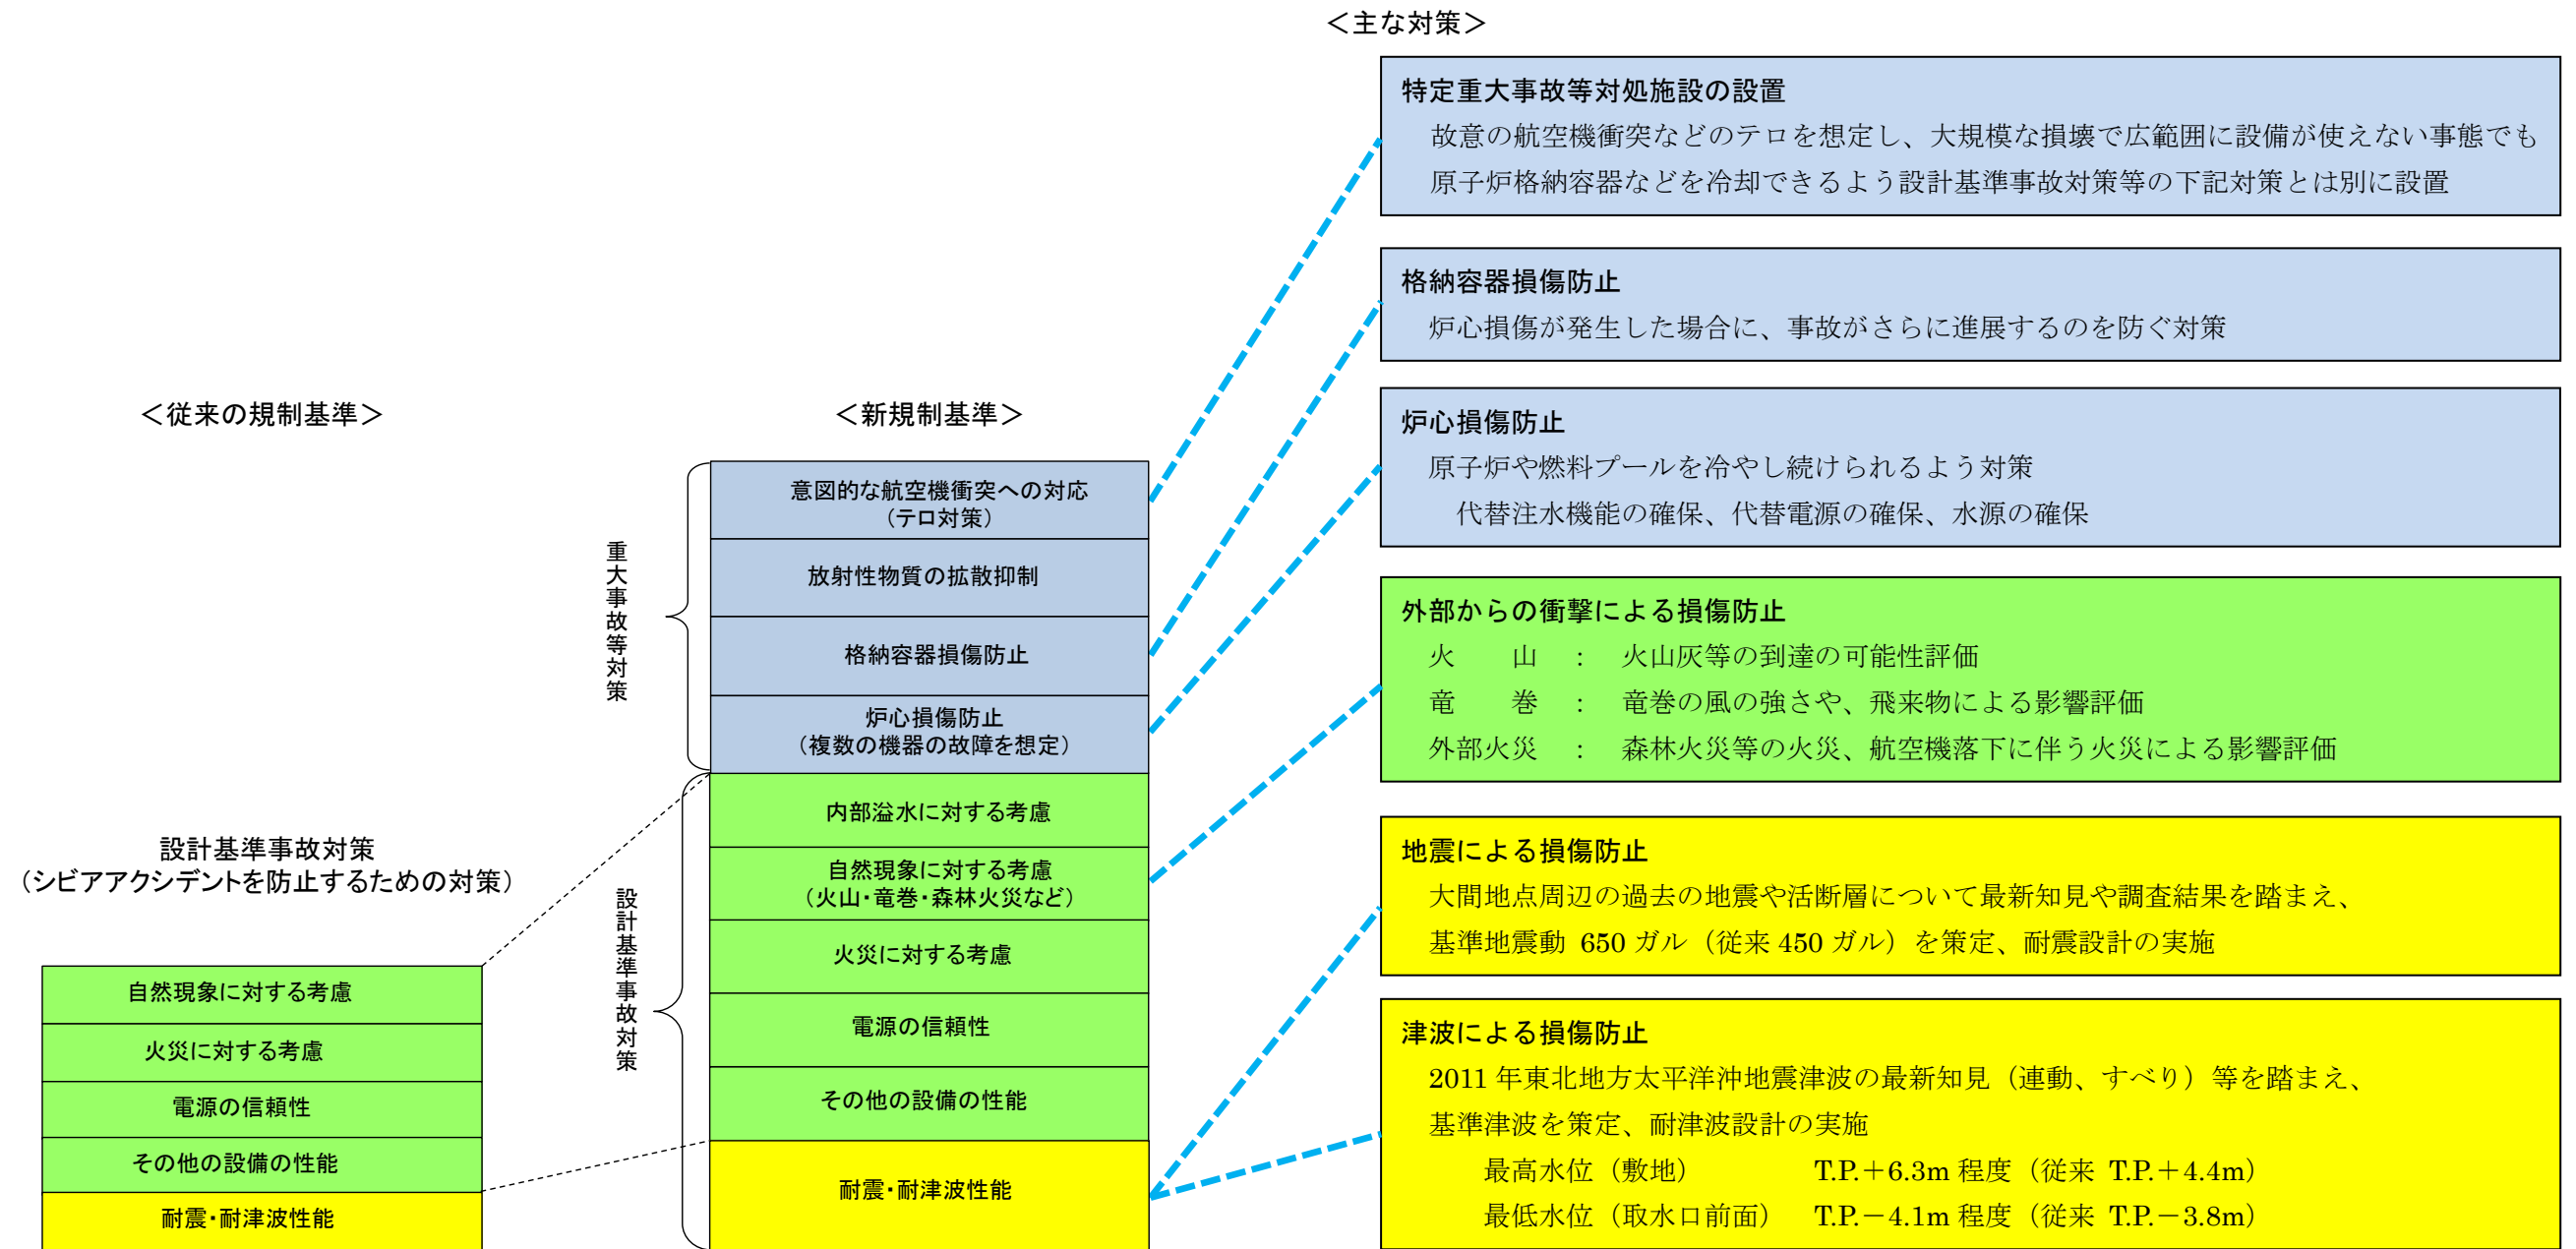 ＜主な対策＞
特定重大事故等対処施設の設置
故意の航空機衝突などのテロを想定し、大規模な損壊で広範囲に設備が使えない事態でも
原子炉格納容器などを冷却できるよう設計基準事故対策等の下記対策とは別に設置
格納容器損傷防止
炉心損傷が発生した場合に、事故がさらに進展するのを防ぐ対策
炉心損傷防止
原子炉や燃料プールを冷やし続けられるよう対策
代替注水機能の確保、代替電源の確保、水源の確保
外部からの衝撃による損傷防止
火　山　：　火山灰等の到達の可能性評価
竜　巻　：　竜巻の風の強さや、飛来物による影響評価
外部火災　：　森林火災等の火災、航空機落下に伴う火災による影響評価
地震による損傷防止
大間地点周辺の過去の地震や活断層について最新知見や調査結果を踏まえ、
基準地震動 650 ガル（従来 450 ガル）を策定、耐震設計の実施
津波による損傷防止
2011 年東北地方太平洋沖地震津波の最新知見（連動、すべり）等を踏まえ、
基準津波を策定、耐津波設計の実施
最高水位（敷地）　T.P.＋6.3m 程度（従来 T.P.＋4.4m）
最低水位（取水口前面）　T.P.－4.1m 程度（従来 T.P.－3.8m）
＜従来の規制基準＞
設計基準事故対策
（シビアアクシデントを防止するための対策）
自然現象に対する考慮
火災に対する考慮
電源の信頼性
その他の設備の性能
耐震・耐津波性能
＜新規制基準＞
重大事故等対策
意図的な航空機衝突への対応
（テロ対策）
放射性物質の拡散抑制
格納容器損傷防止
炉心損傷防止
（複数の機器の故障を想定）
設計基準事故対策
内部溢水に対する考慮
自然現象に対する考慮
（火山・竜巻・森林火災など）
火災に対する考慮
電源の信頼性
その他の設備の性能
耐震・耐津波性能